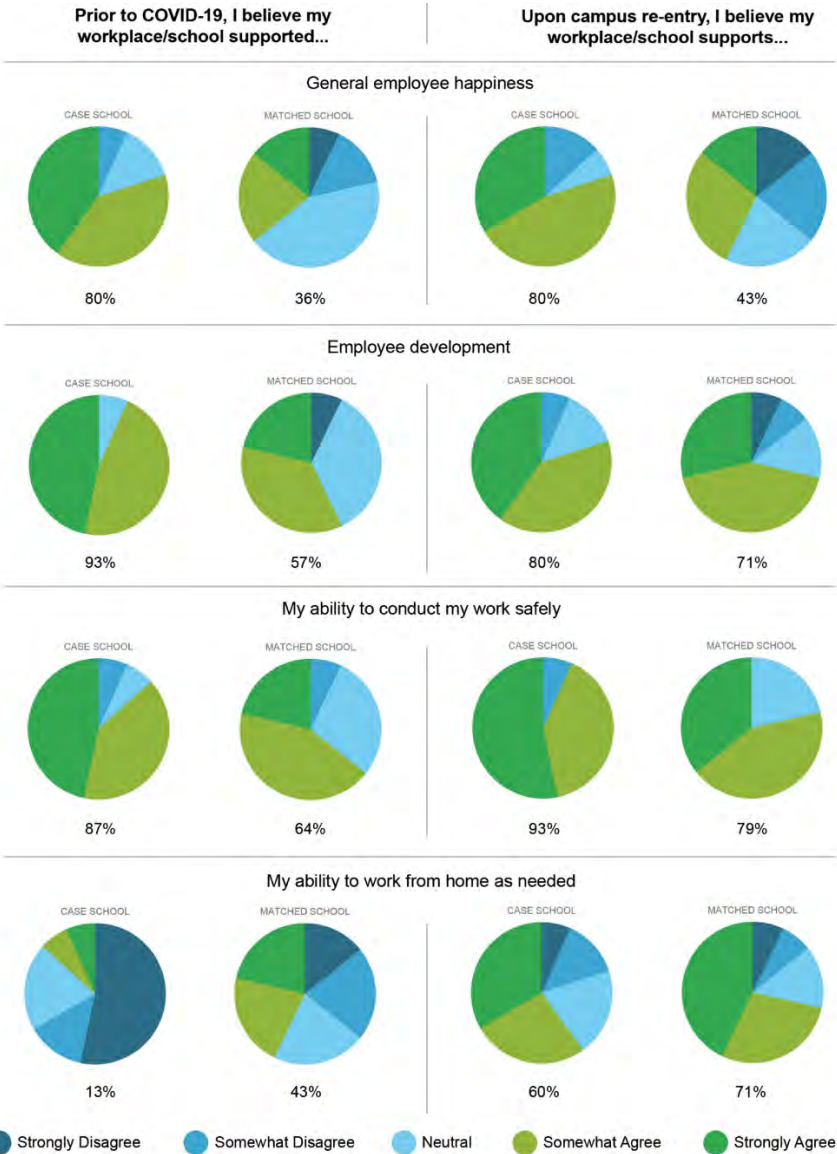 Prior to COVID-19, I believe my
workplace/school supported...
Upon campus re-entry, I believe my
workplace/school supports...
General employee happiness
CASE SCHOOL
MATCHED SCHOOL
CASE SCHOOL
MATCHED SCHOOL
80%
36%
80%
43%
Employee development
CASE SCHOOL
MATCHED SCHOOL
CASE SCHOOL
MATCHED SCHOOL
93%
57%
80%
71%
My ability to conduct my work safely
CASE SCHOOL
MATCHED SCHOOL
CASE SCHOOL
MATCHED SCHOOL
87%
64%
93%
79%
My ability to work from home as needed
CASE SCHOOL
MATCHED SCHOOL
CASE SCHOOL
MATCHED SCHOOL
13%
43%
60%
71%
Strongly Disagree
Somewhat Disagree
Neutral
Somewhat Agree
Strongly Agree